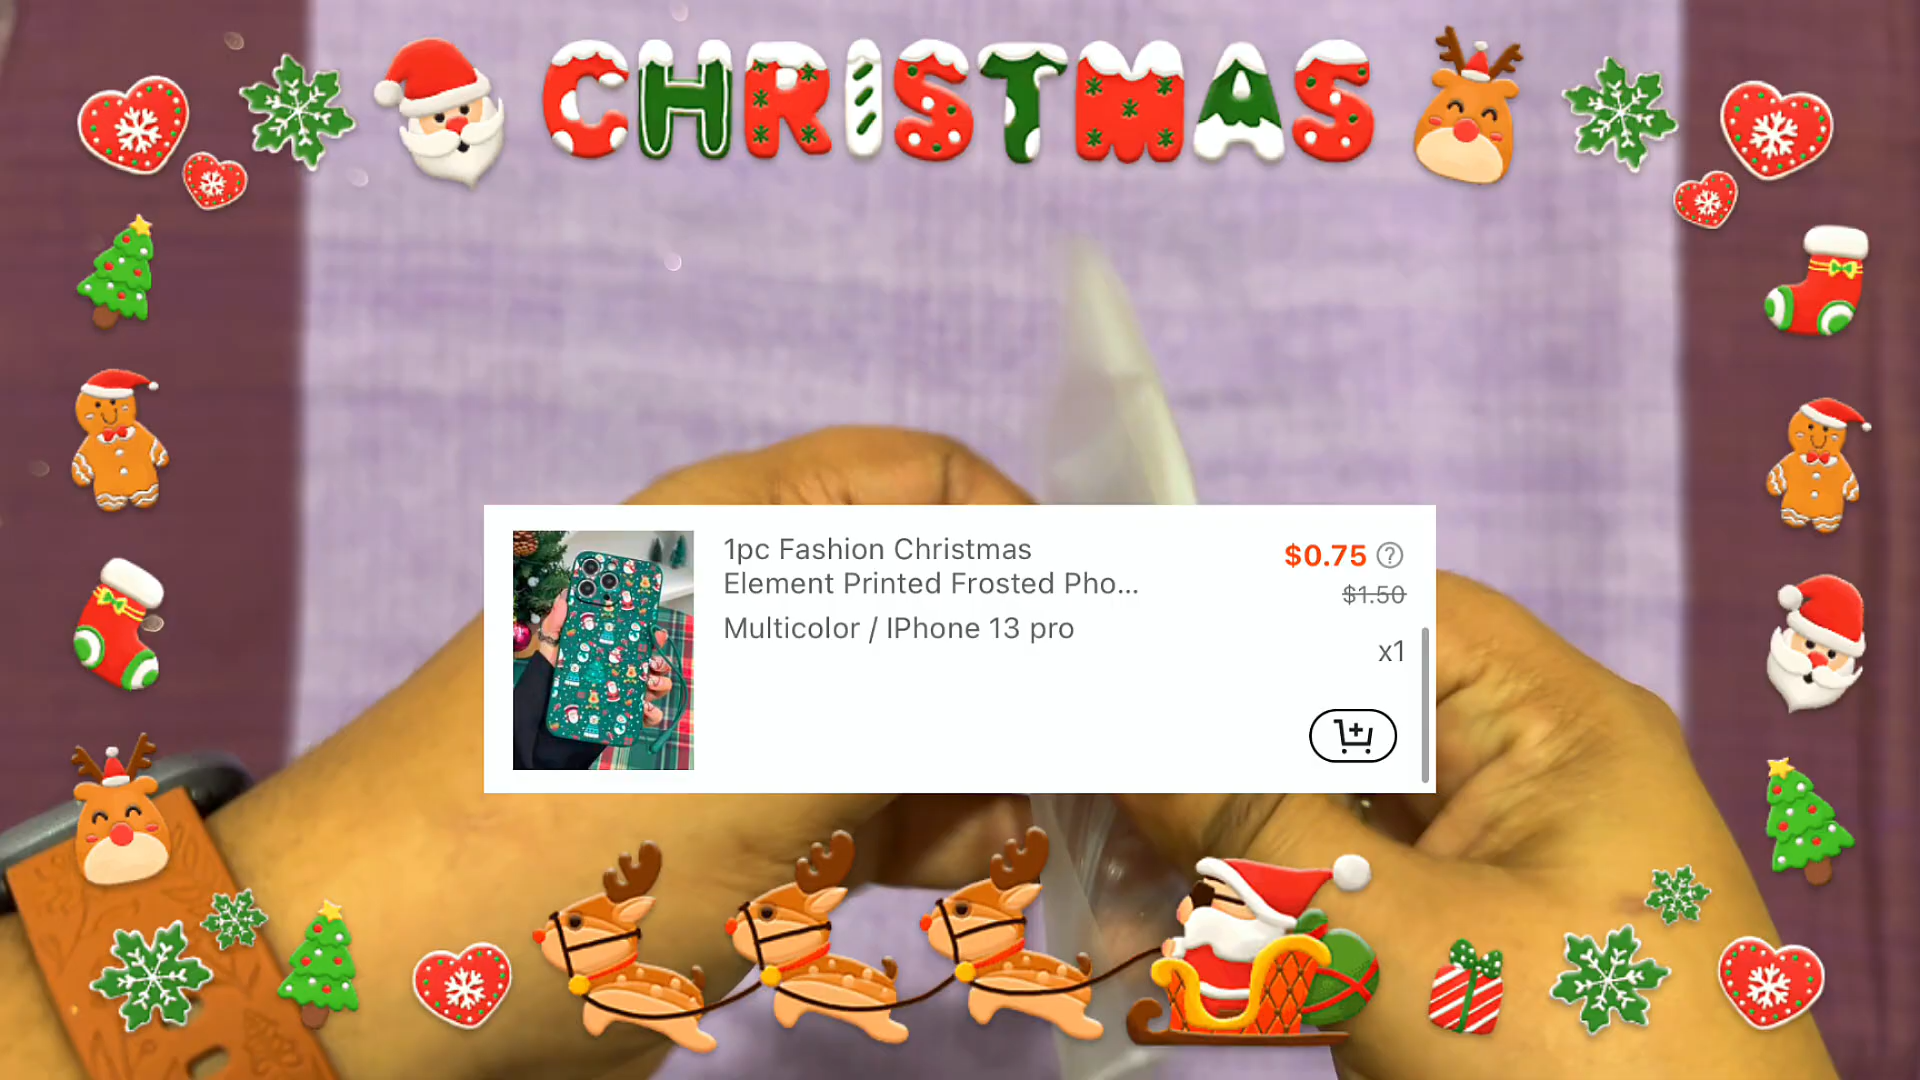 CHRISTMAS
1pc Fashion Christmas
Element Printed Frosted Pho...
Multicolor / IPhone 13 pro
$0.75 ?
$1.50
x1